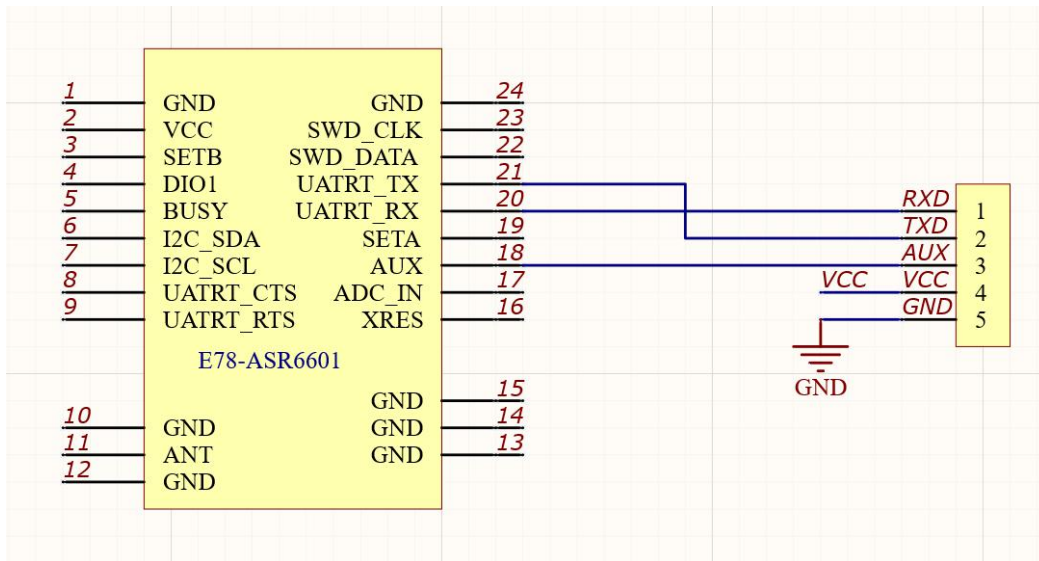 1 GND GND 24
2 VCC SWD_CLK 23
3 SETB SWD_DATA 22
4 DIO1 UATRT_TX 21
5 BUSY UATRT_RX 20 RXD 1
6 I2C_SDA SETA 19 TXD 2
7 I2C_SCL AUX 18 AUX 3
8 UATRT_CTS ADC_IN 17 VCC VCC 4
9 UATRT_RTS XRES 16 GND 5
E78-ASR6601
GND
GND 15
10 GND GND 14
11 ANT GND 13
12 GND